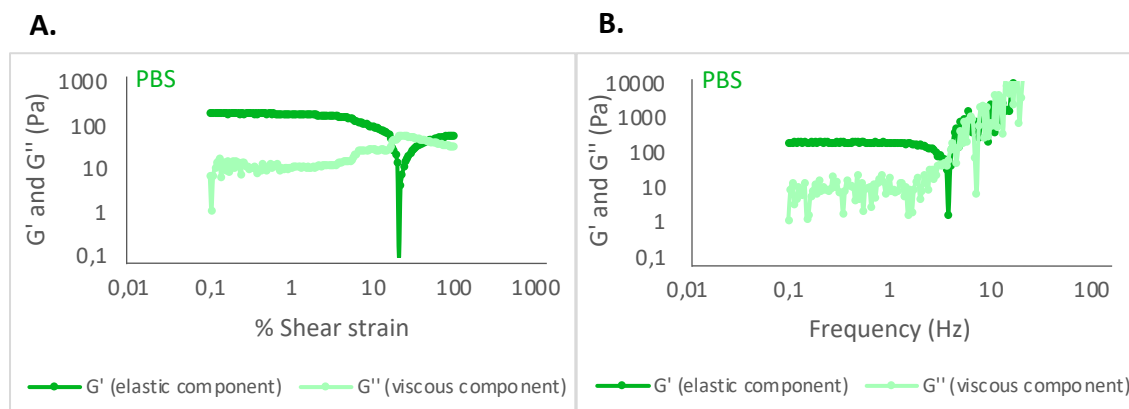 A.
PBS
G' and G'' (Pa)
1000
100
10
1
0,1
0,01 0,1 1 10 100 1000
% Shear strain
G' (elastic component) G'' (viscous component)
B.
PBS
G' and G'' (Pa)
10000
1000
100
10
1
0,1
0,01 0,1 1 10 100
Frequency (Hz)
G' (elastic component) G'' (viscous component)